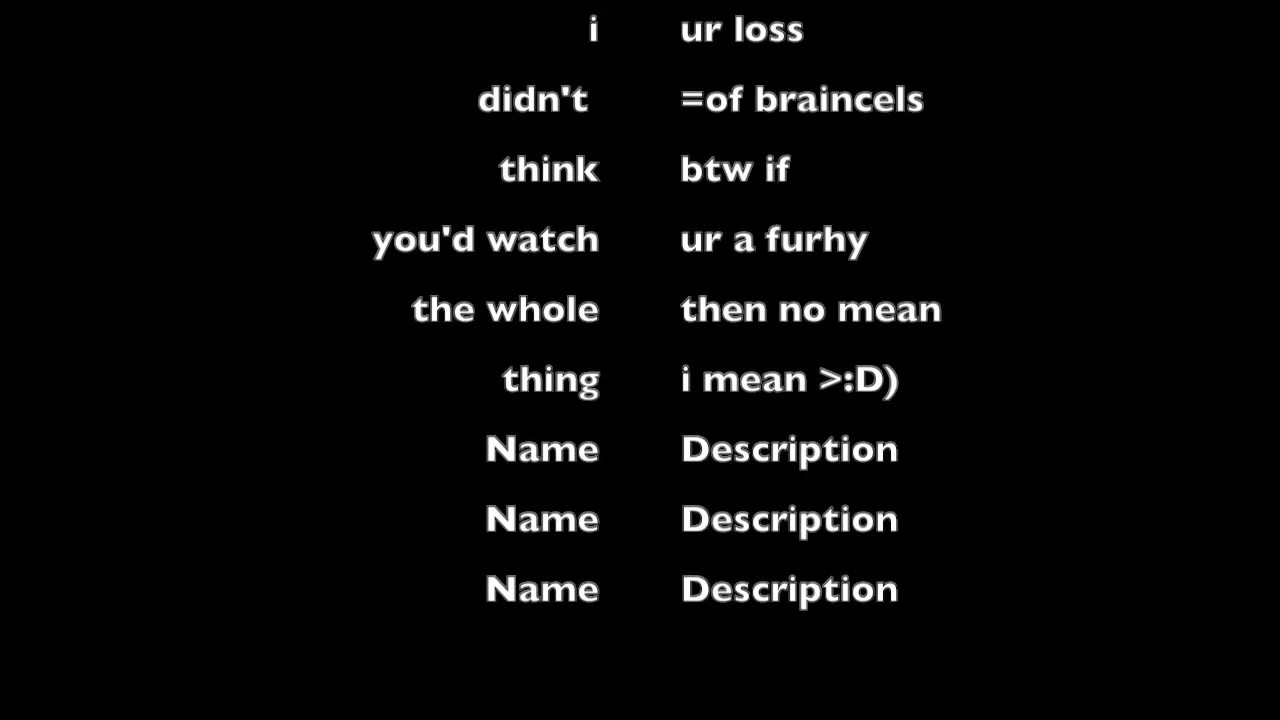 i ur loss
didn't =of braincels
think btw if
you'd watch ur a furhy
the whole then no mean
thing i mean >:D)
Name Description
Name Description
Name Description